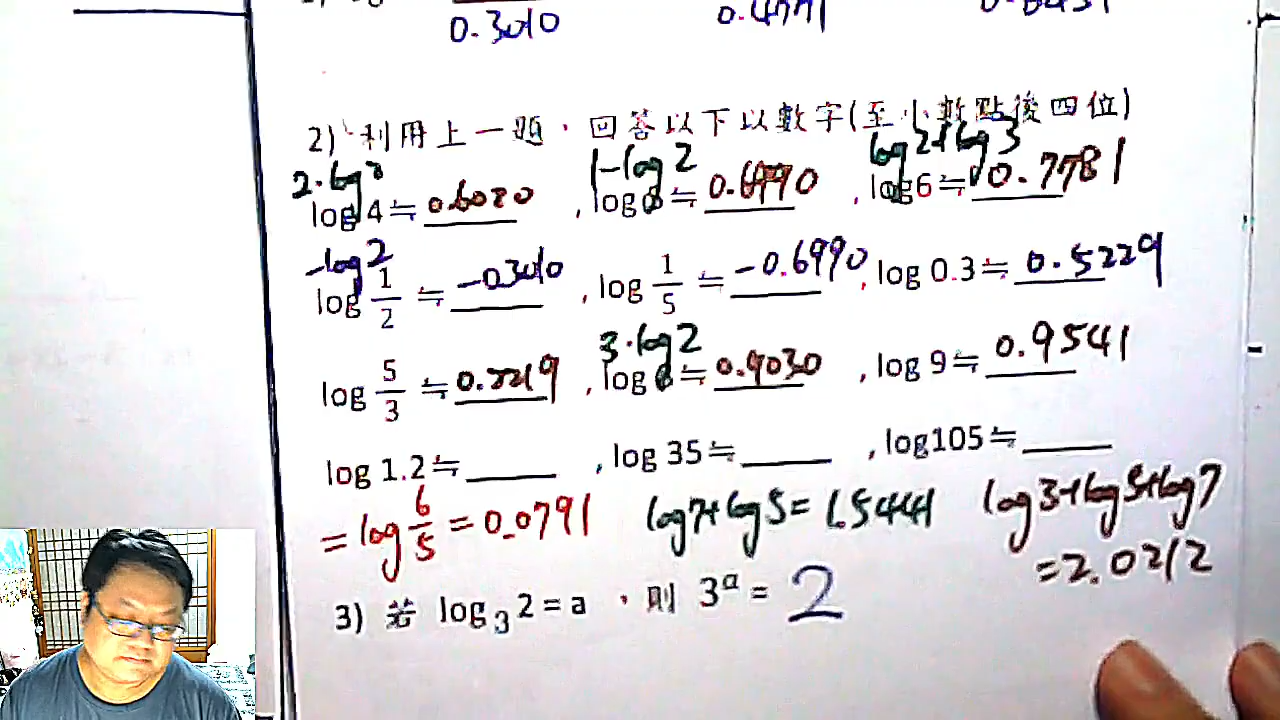 0.3010 0.4771
2) 利用上一題，回答以下以數字(至小數點後四位)
2·log2 1-log2 log2+log3
log 4≒ 0.6020 , log ≒ 0.6990 , log6≒ 0.7781
-log2
log 1/2 ≒ -0.3010 , log 1/5 ≒ -0.6990 , log 0.3≒ 0.5229
3·log2
log 5/3 ≒ 0.2219 , log ≒ 0.9030 , log 9≒ 0.9541
log 1.2≒ ____ , log 35≒ ____ , log105≒ ____
=log 6/5 = 0.0791 log7+log5= 1.5441 log3+log5+log7
=2.0212
3) 若 log₃2=a ，則 3ᵃ= 2